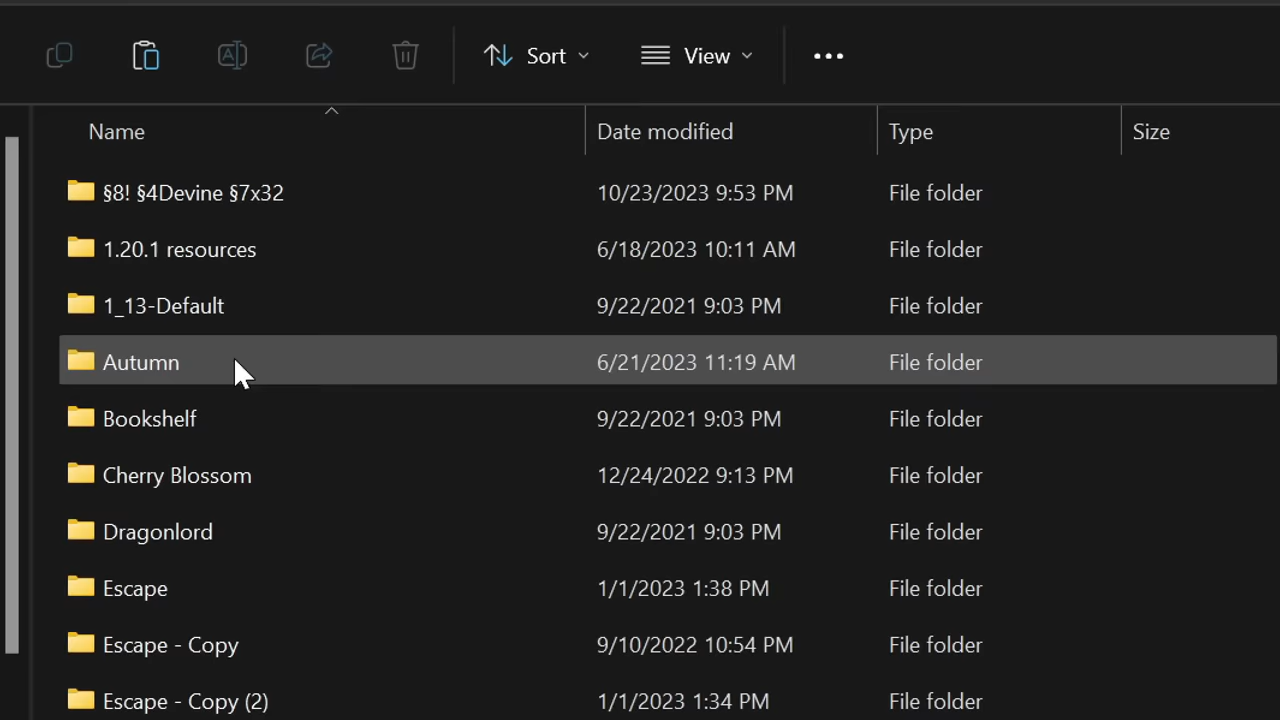 Sort View
Name Date modified Type Size
§8! §4Devine §7x32 10/23/2023 9:53 PM File folder
1.20.1 resources 6/18/2023 10:11 AM File folder
1_13-Default 9/22/2021 9:03 PM File folder
Autumn 6/21/2023 11:19 AM File folder
Bookshelf 9/22/2021 9:03 PM File folder
Cherry Blossom 12/24/2022 9:13 PM File folder
Dragonlord 9/22/2021 9:03 PM File folder
Escape 1/1/2023 1:38 PM File folder
Escape - Copy 9/10/2022 10:54 PM File folder
Escape - Copy (2) 1/1/2023 1:34 PM File folder